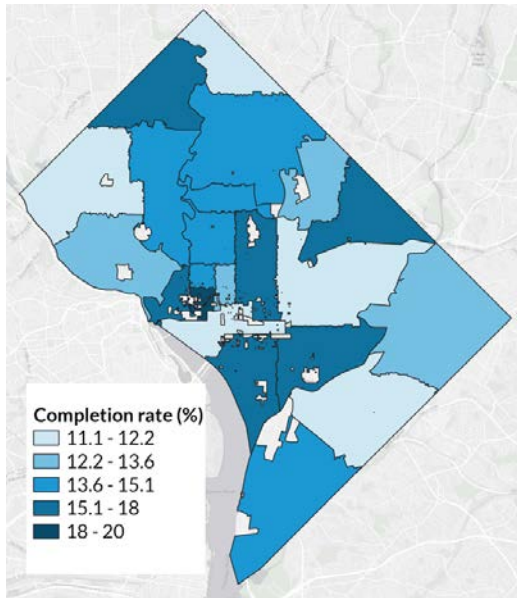 Completion rate (%)
11.1 - 12.2
12.2 - 13.6
13.6 - 15.1
15.1 - 18
18 - 20